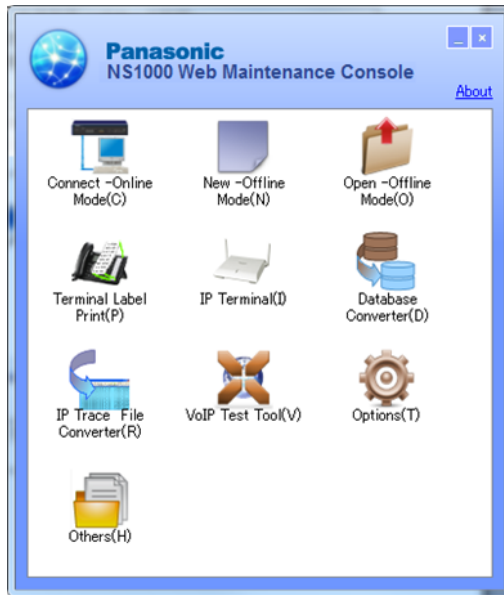 Panasonic
NS1000 Web Maintenance Console
About
Connect -Online
Mode(C)
New -Offline
Mode(N)
Open -Offline
Mode(O)
Terminal Label
Print(P)
IP Terminal(I)
Database
Converter(D)
IP Trace File
Converter(R)
VoIP Test Tool(V)
Options(T)
Others(H)